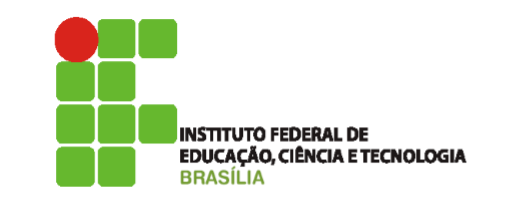 INSTITUTO FEDERAL DE
EDUCAÇÃO, CIÊNCIA E TECNOLOGIA
BRASÍLIA